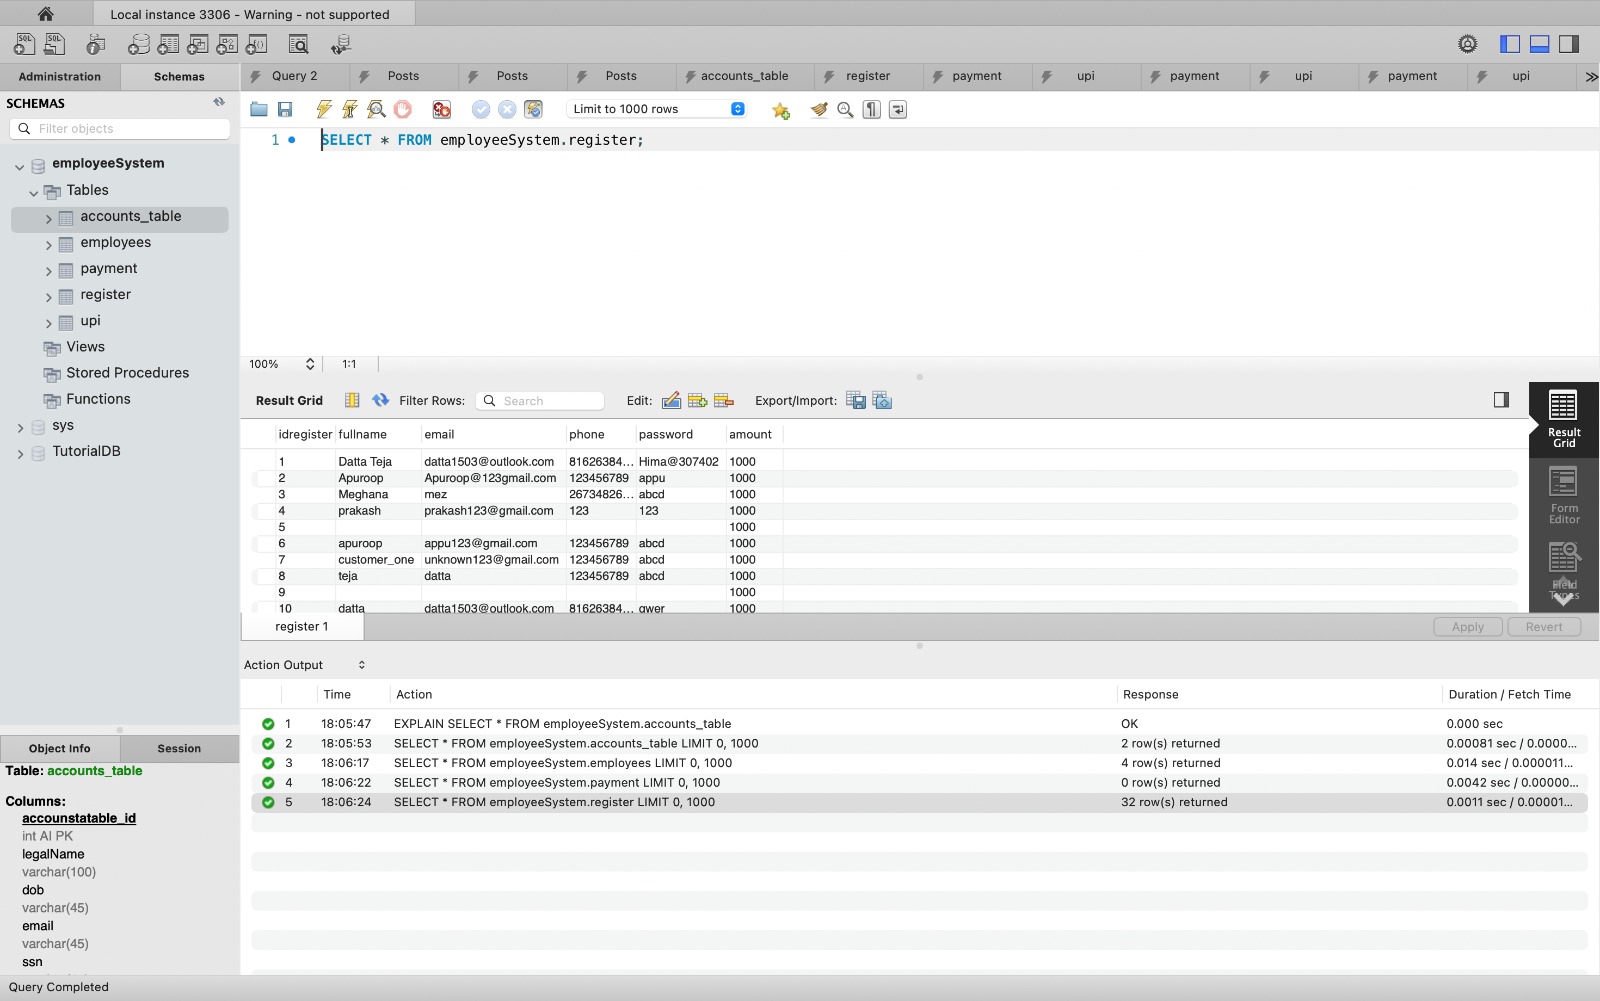 Local instance 3306 - Warning - not supported
Administration Schemas Query 2 Posts Posts Posts accounts_table register payment upi payment upi payment upi
SCHEMAS
Filter objects
Limit to 1000 rows
1 SELECT * FROM employeeSystem.register;
employeeSystem
Tables
accounts_table
employees
payment
register
upi
Views
Stored Procedures
Functions
sys
TutorialDB
100% 1:1
Result Grid Filter Rows: Search Edit: Export/Import:
idregister fullname email phone password amount
1 Datta Teja datta1503@outlook.com 81626384... Hima@307402 1000
2 Apuroop Apuroop@123gmail.com 123456789 appu 1000
3 Meghana mez 26734826... abcd 1000
4 prakash prakash123@gmail.com 123 123 1000
5 1000
6 apuroop appu123@gmail.com 123456789 abcd 1000
7 customer_one unknown123@gmail.com 123456789 abcd 1000
8 teja datta 123456789 abcd 1000
9 1000
10 datta datta1503@outlook.com 81626384... qwer 1000
Result
Grid
Form
Editor
Field
Types
register 1 Apply Revert
Action Output
Time Action Response Duration / Fetch Time
1 18:05:47 EXPLAIN SELECT * FROM employeeSystem.accounts_table OK 0.000 sec
2 18:05:53 SELECT * FROM employeeSystem.accounts_table LIMIT 0, 1000 2 row(s) returned 0.00081 sec / 0.0000...
3 18:06:17 SELECT * FROM employeeSystem.employees LIMIT 0, 1000 4 row(s) returned 0.014 sec / 0.000011...
4 18:06:22 SELECT * FROM employeeSystem.payment LIMIT 0, 1000 0 row(s) returned 0.0042 sec / 0.00000...
5 18:06:24 SELECT * FROM employeeSystem.register LIMIT 0, 1000 32 row(s) returned 0.0011 sec / 0.00001...
Object Info Session
Table: accounts_table
Columns:
accounstatable_id
int AI PK
legalName
varchar(100)
dob
varchar(45)
email
varchar(45)
ssn
Query Completed